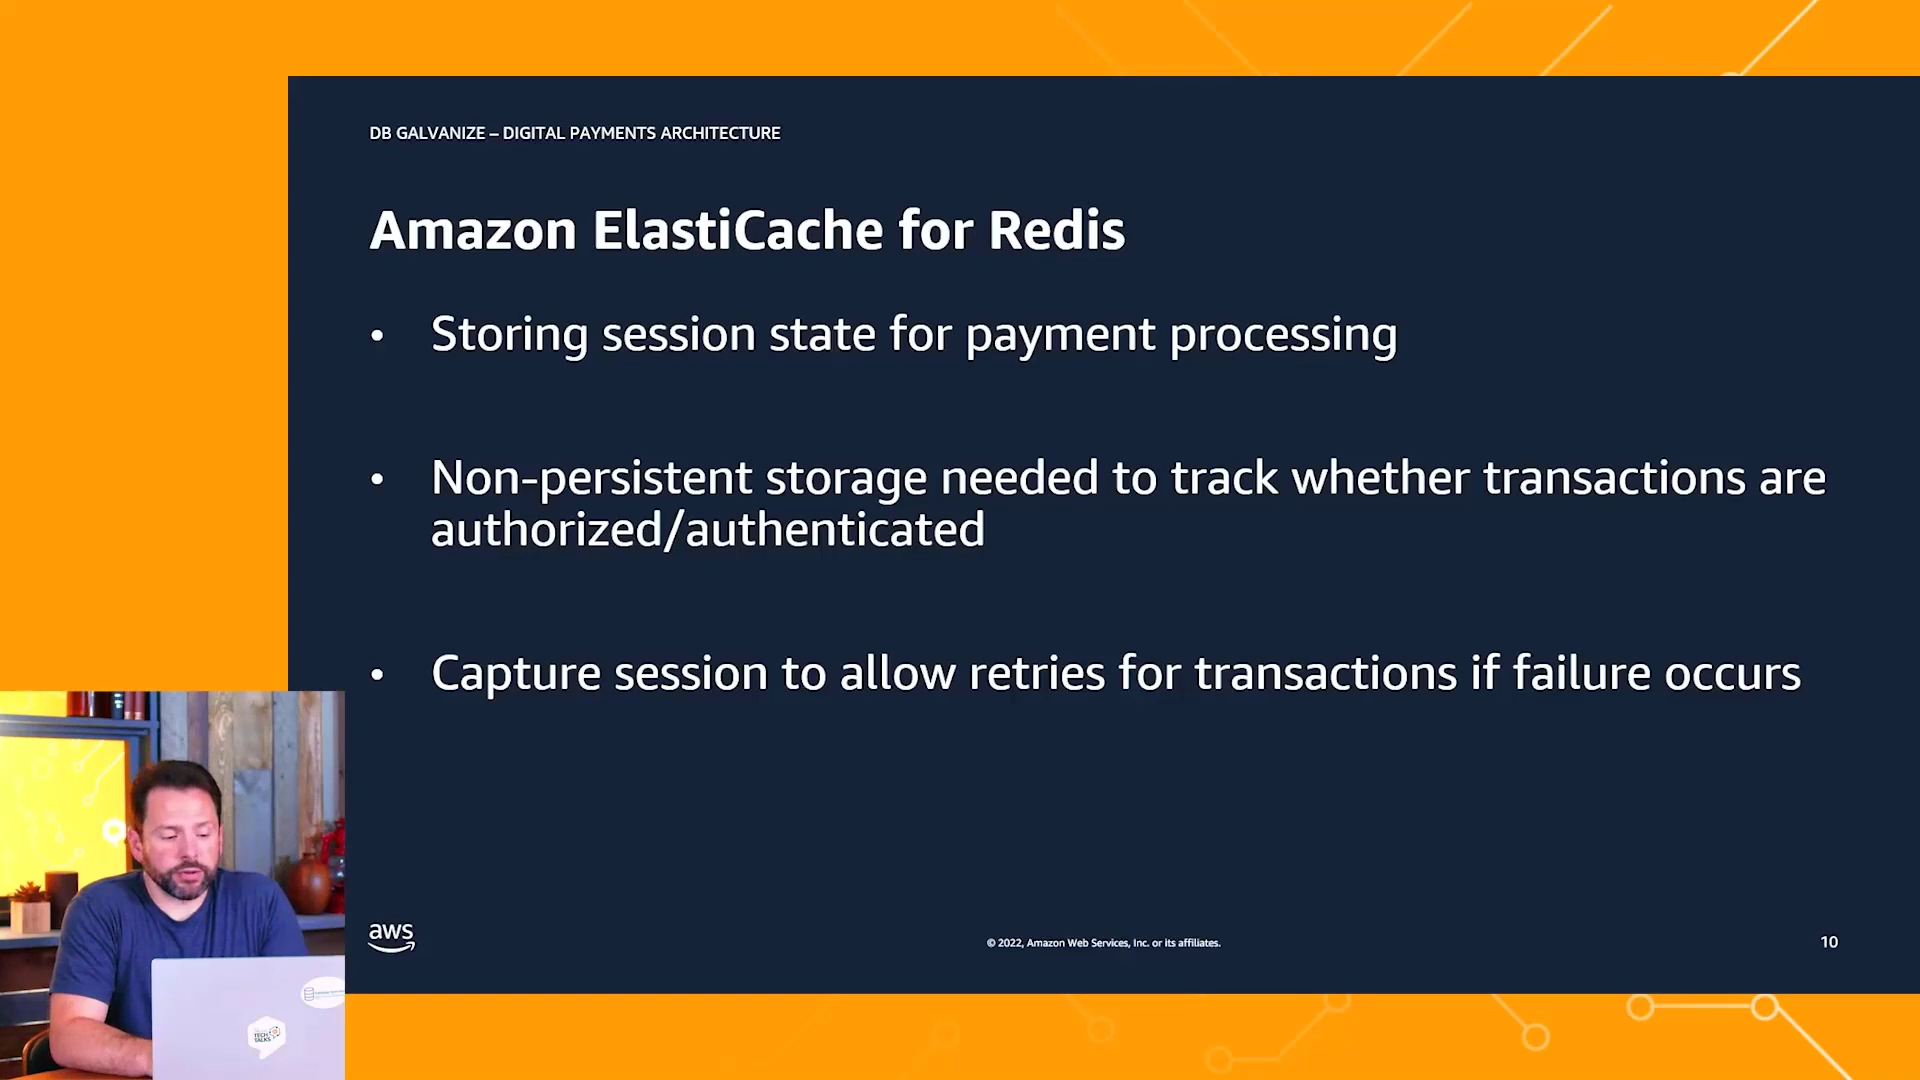 DB GALVANIZE – DIGITAL PAYMENTS ARCHITECTURE
Amazon ElastiCache for Redis
• Storing session state for payment processing
• Non-persistent storage needed to track whether transactions are
authorized/authenticated
• Capture session to allow retries for transactions if failure occurs
aws
© 2022, Amazon Web Services, Inc. or its affiliates.
10
TECH
TALKS